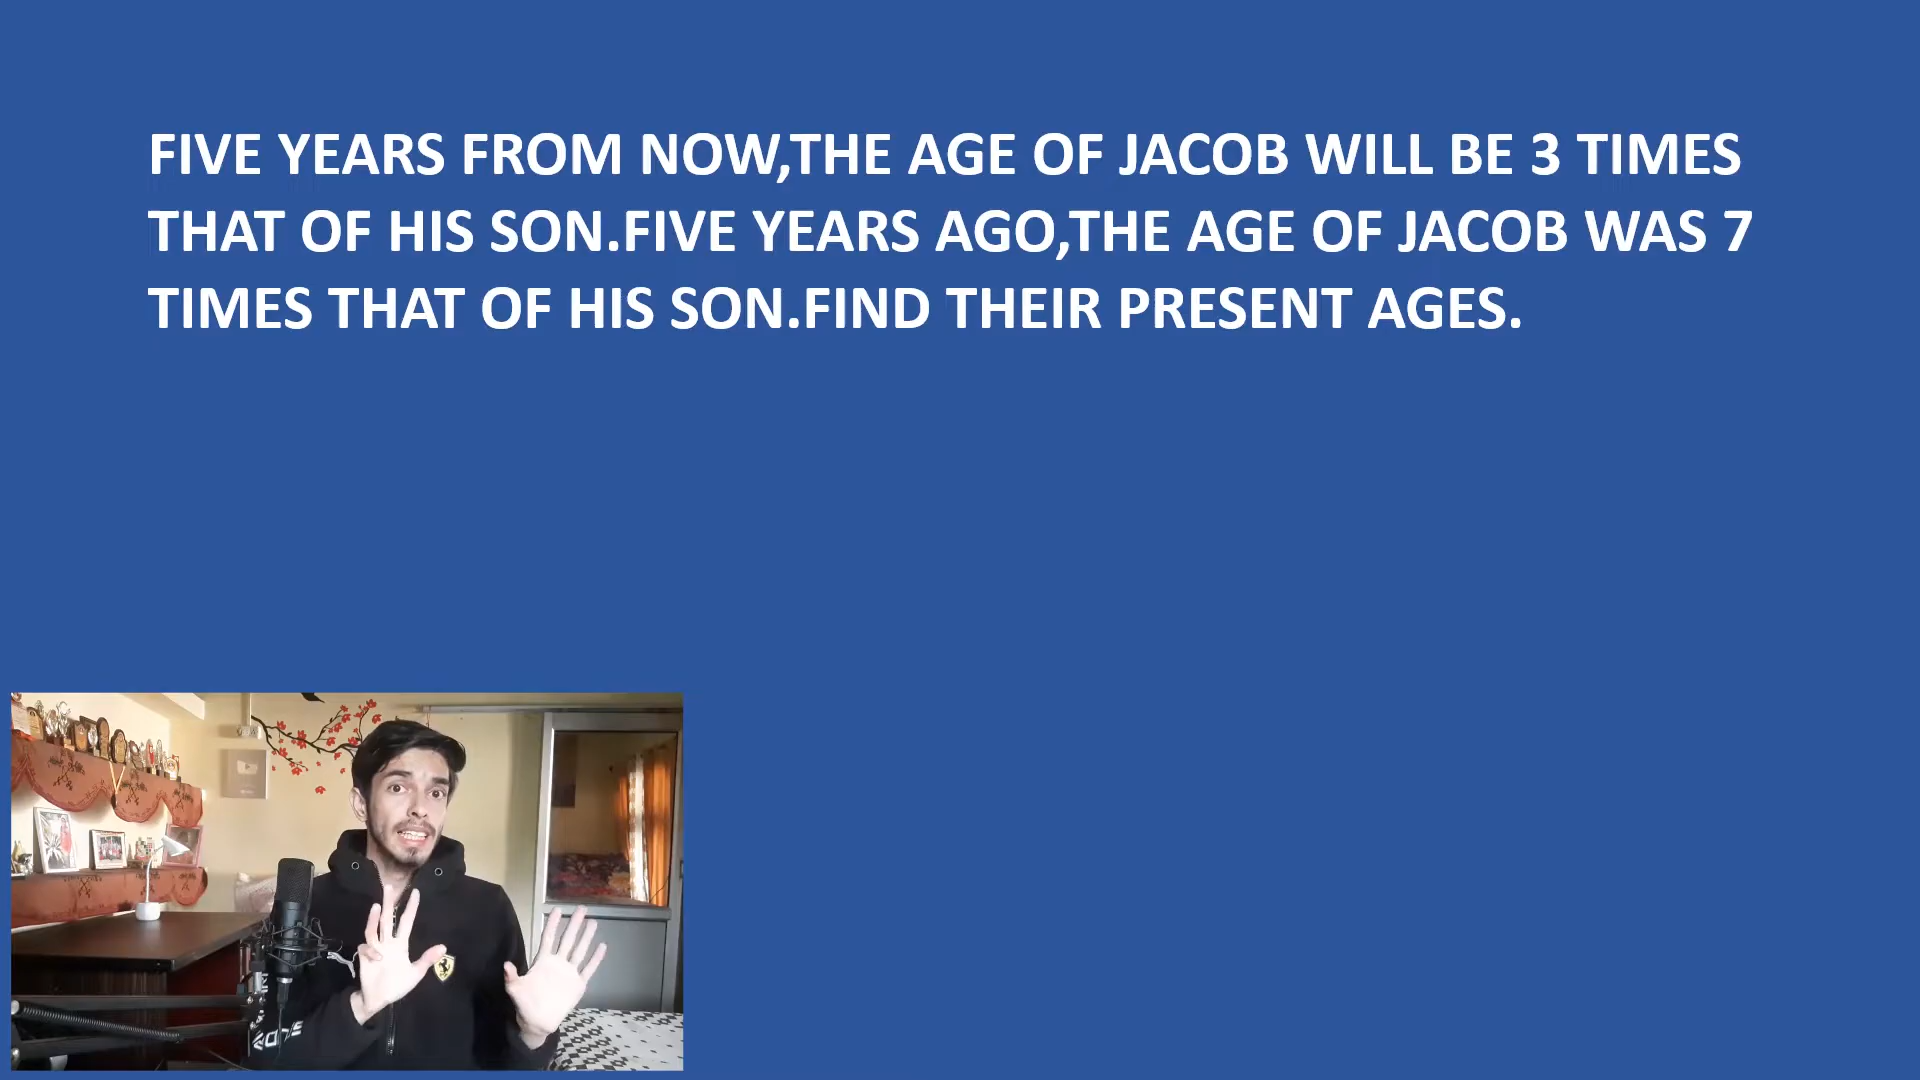 FIVE YEARS FROM NOW,THE AGE OF JACOB WILL BE 3 TIMES
THAT OF HIS SON.FIVE YEARS AGO,THE AGE OF JACOB WAS 7
TIMES THAT OF HIS SON.FIND THEIR PRESENT AGES.